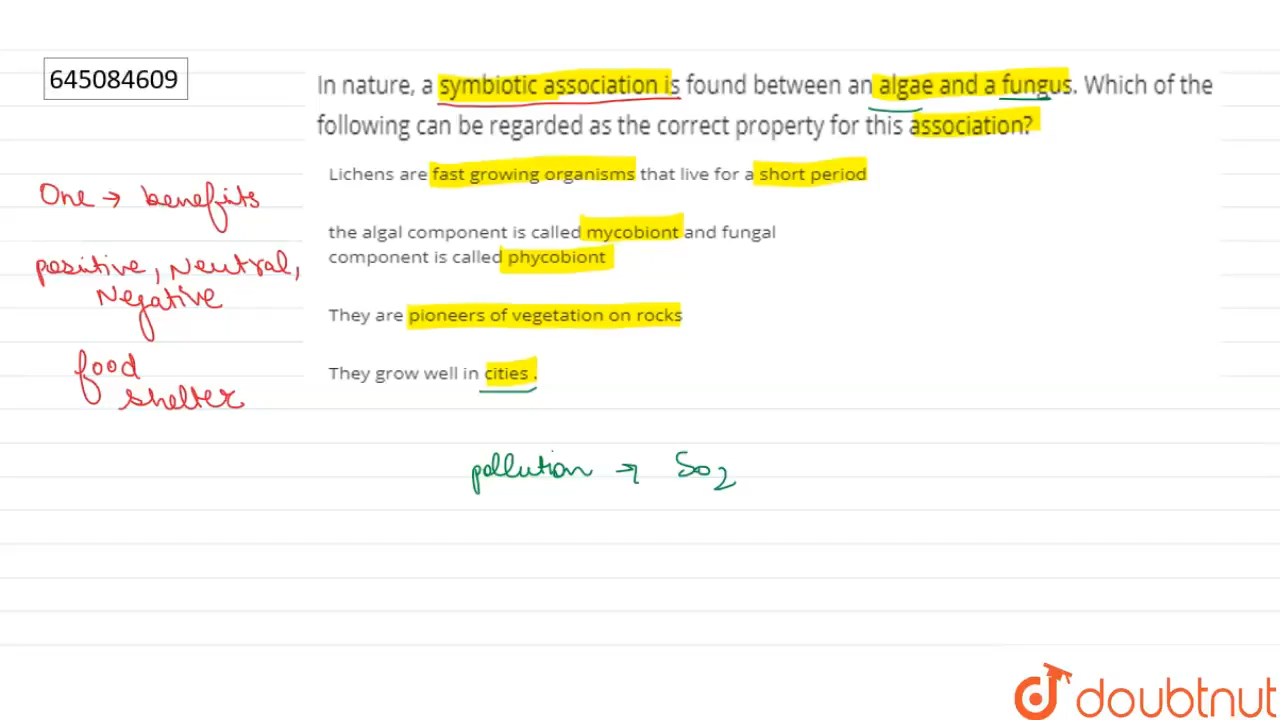 645084609
In nature, a symbiotic association is found between an algae and a fungus. Which of the
following can be regarded as the correct property for this association?
Lichens are fast growing organisms that live for a short period
the algal component is called mycobiont and fungal
component is called phycobiont
They are pioneers of vegetation on rocks
They grow well in cities .
One → benefits
positive, Neutral,
Negative
food
shelter
pollution → So2
doubtnut